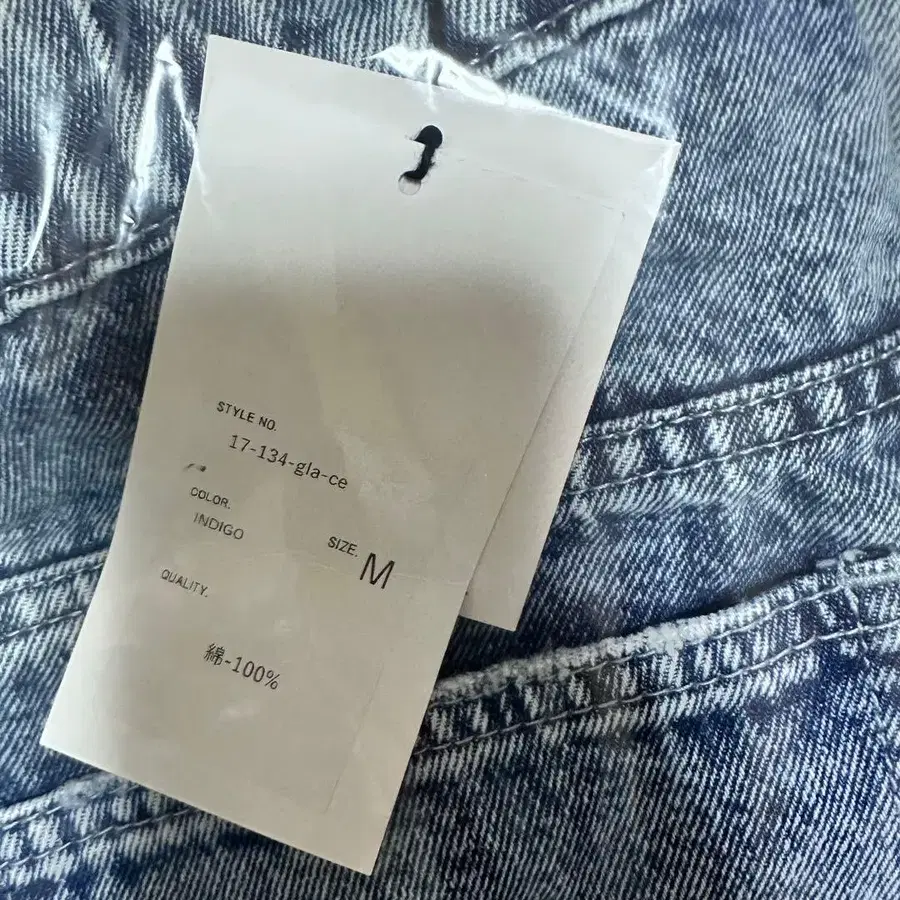 STYLE NO.
17-134-gla-ce
COLOR.
INDIGO
SIZE.
M
QUALITY.
綿-100%